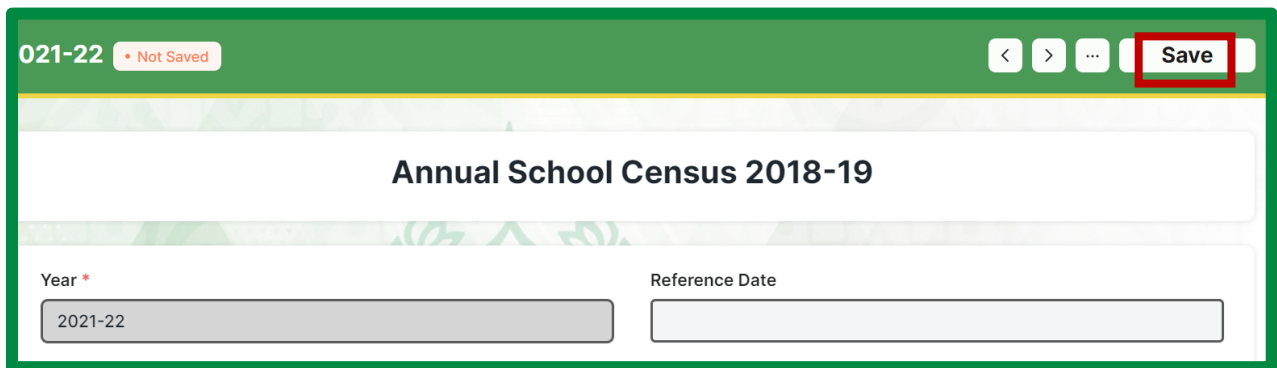 021-22 • Not Saved ... Save
Annual School Census 2018-19
Year * Reference Date
2021-22